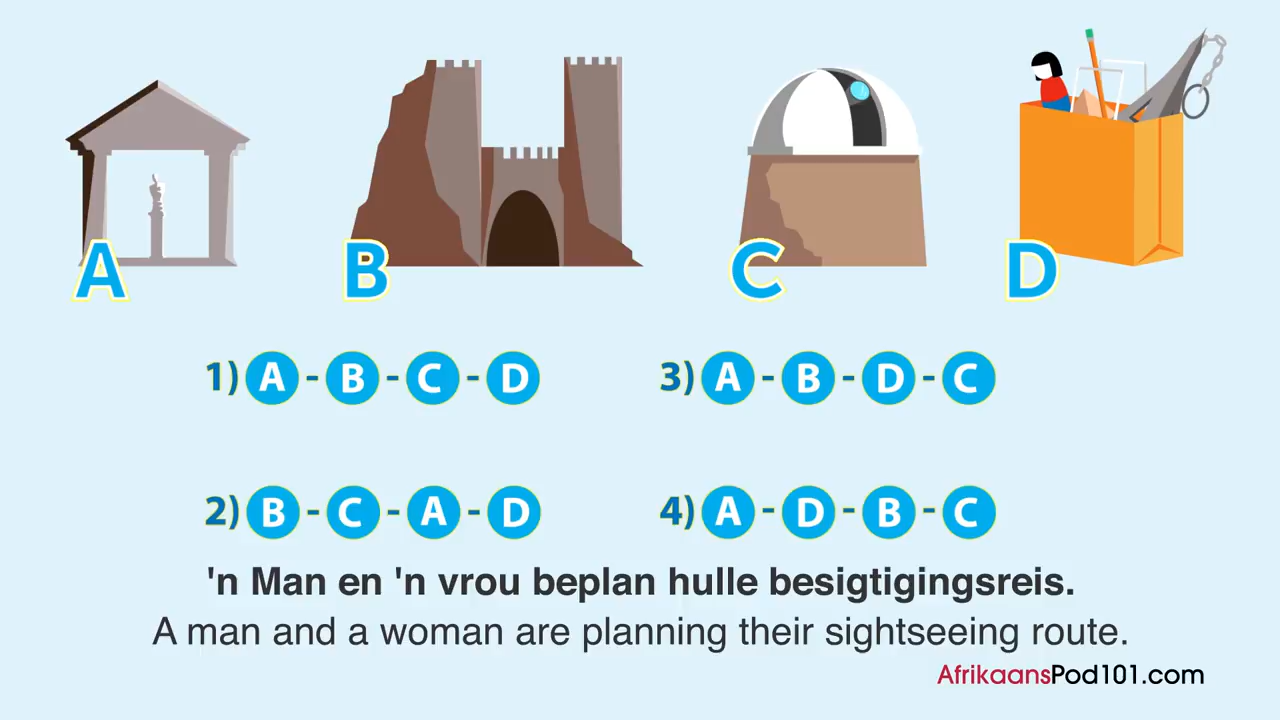 A B C D
1) A - B - C - D
3) A - B - D - C
2) B - C - A - D
4) A - D - B - C
'n Man en 'n vrou beplan hulle besigtigingsreis.
A man and a woman are planning their sightseeing route.
AfrikaansPod101.com